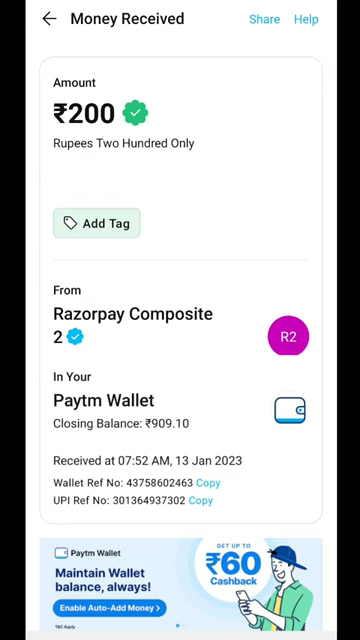 Money Received
Share
Help
Amount
₹200
Rupees Two Hundred Only
Add Tag
From
Razorpay Composite
2
R2
In Your
Paytm Wallet
Closing Balance: ₹909.10
Received at 07:52 AM, 13 Jan 2023
Wallet Ref No: 43758602463 Copy
UPI Ref No: 301364937302 Copy
Paytm Wallet
Maintain Wallet
balance, always!
Enable Auto-Add Money >
T&C Apply
GET UP TO
₹60
Cashback